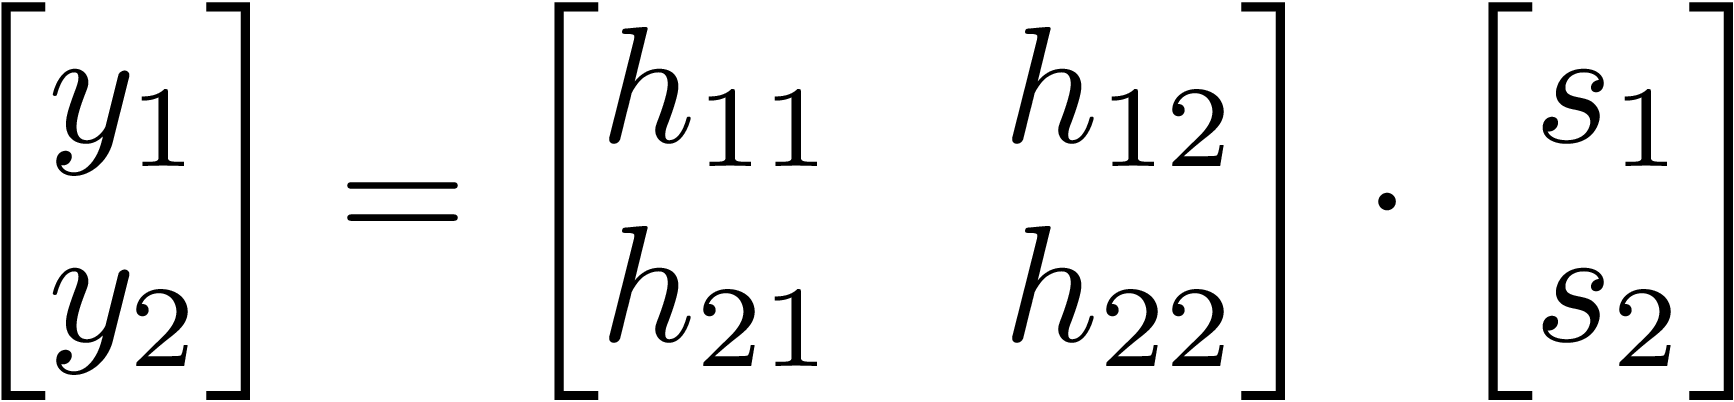 [y₁ y₂] = [h₁₁ h₁₂ h₂₁ h₂₂] · [s₁ s₂]